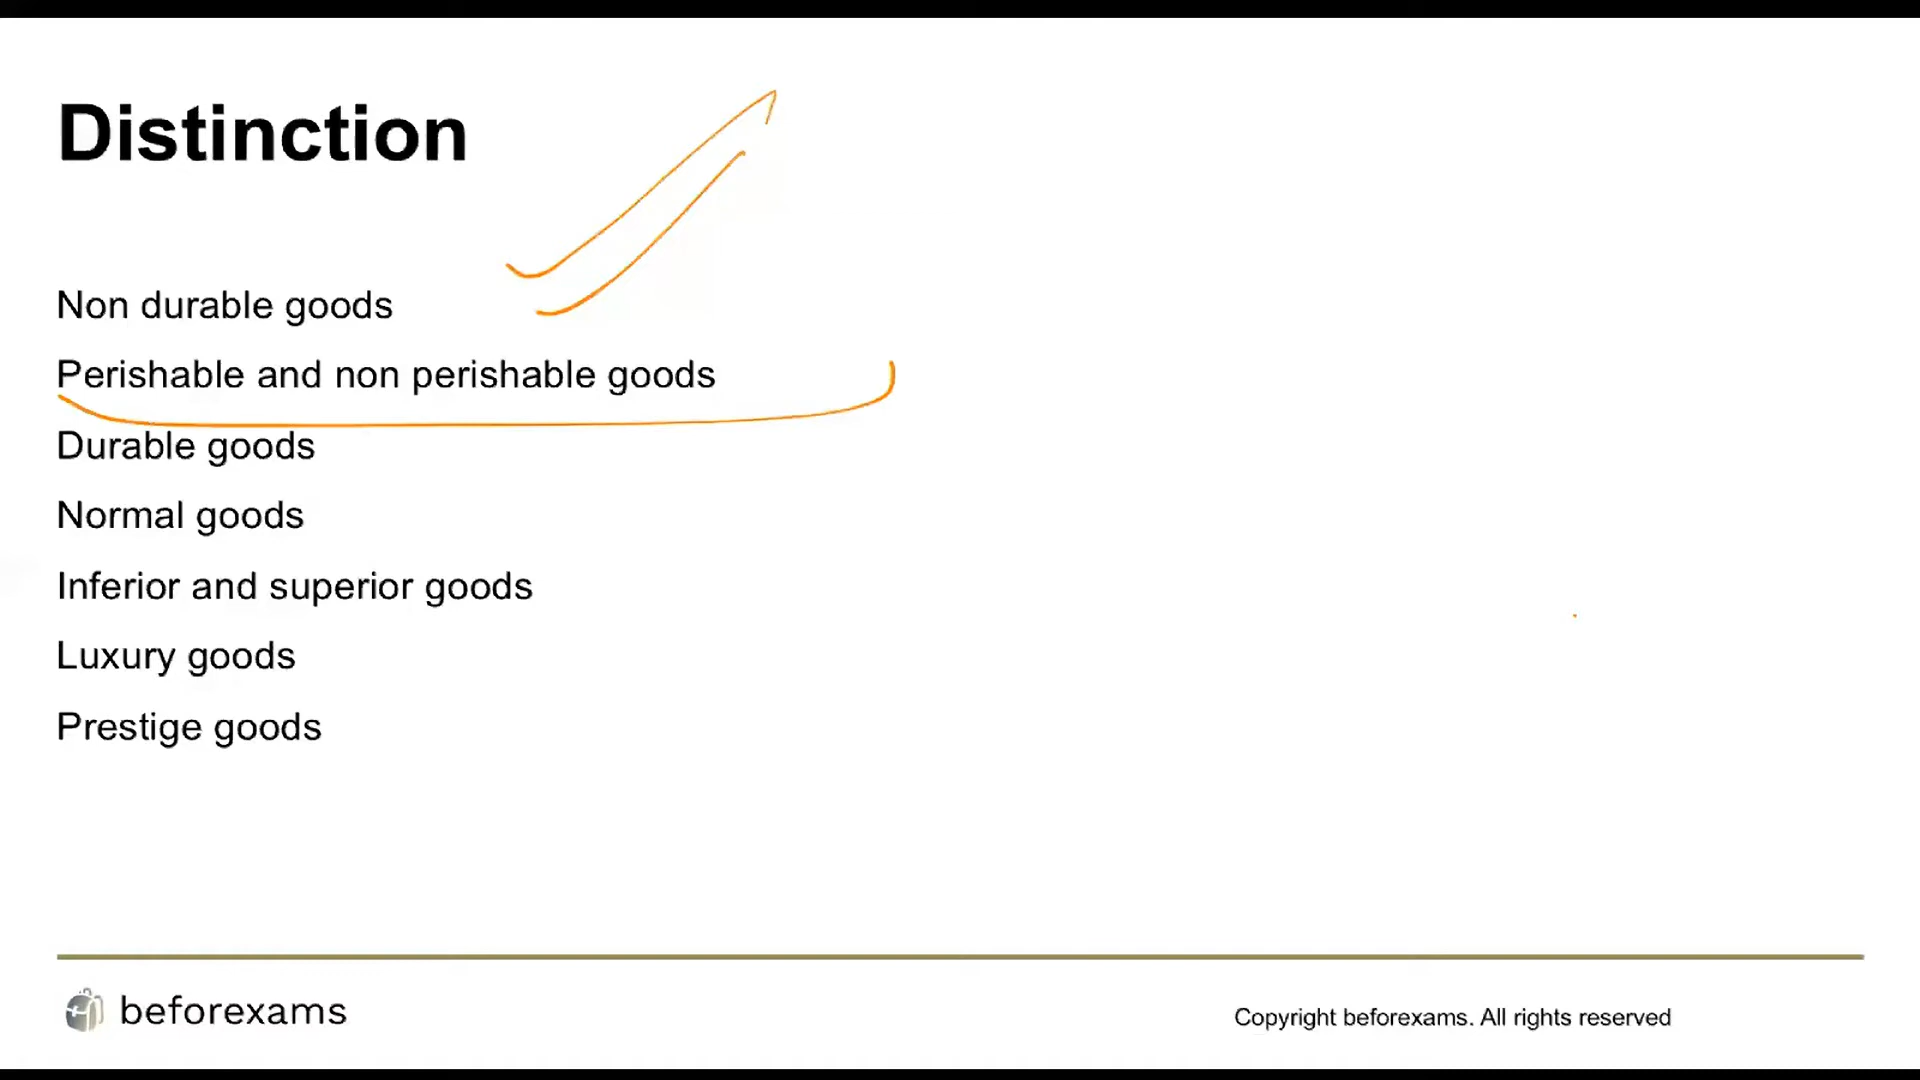 Distinction
Non durable goods
Perishable and non perishable goods
Durable goods
Normal goods
Inferior and superior goods
Luxury goods
Prestige goods
beforexams
Copyright beforexams. All rights reserved